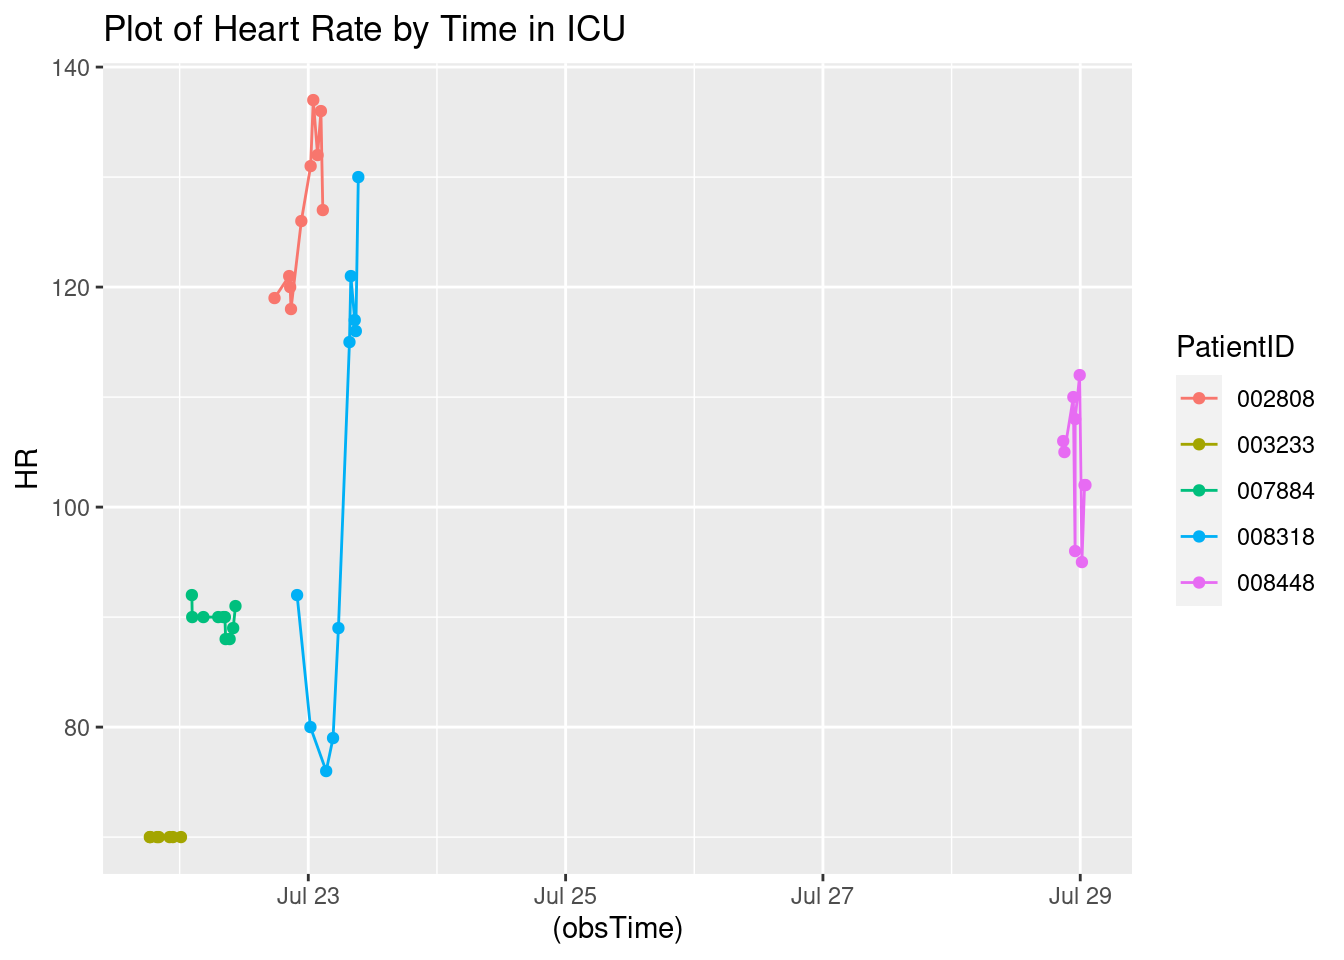 Plot of Heart Rate by Time in ICU
140
120
100
80
HR
Jul 23
Jul 25
Jul 27
Jul 29
(obsTime)
PatientID
002808
003233
007884
008318
008448